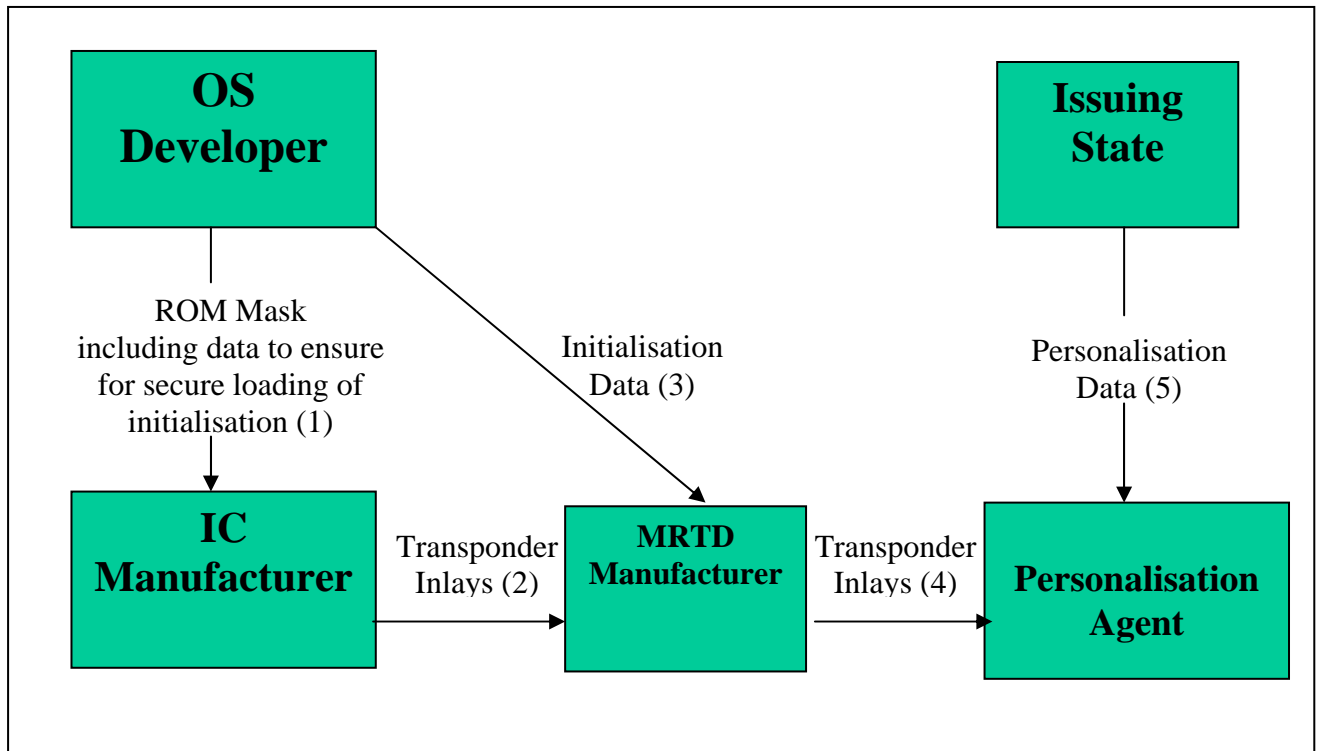 OS
Developer
Issuing
State
ROM Mask
including data to ensure
for secure loading of
initialisation (1)
Initialisation
Data (3)
Personalisation
Data (5)
IC
Manufacturer
Transponder
Inlays (2)
MRTD
Manufacturer
Transponder
Inlays (4)
Personalisation
Agent